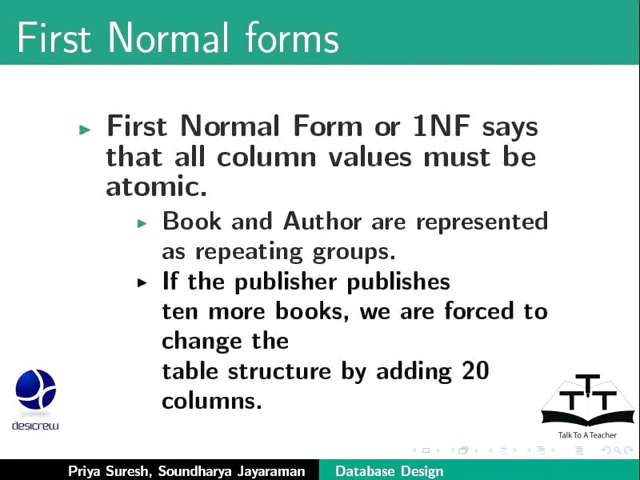 First Normal forms
First Normal Form or 1NF says
that all column values must be
atomic.
Book and Author are represented
as repeating groups.
If the publisher publishes
ten more books, we are forced to
change the
table structure by adding 20
columns.
desicrew
TTT
Talk To A Teacher
Priya Suresh, Soundharya Jayaraman Database Design